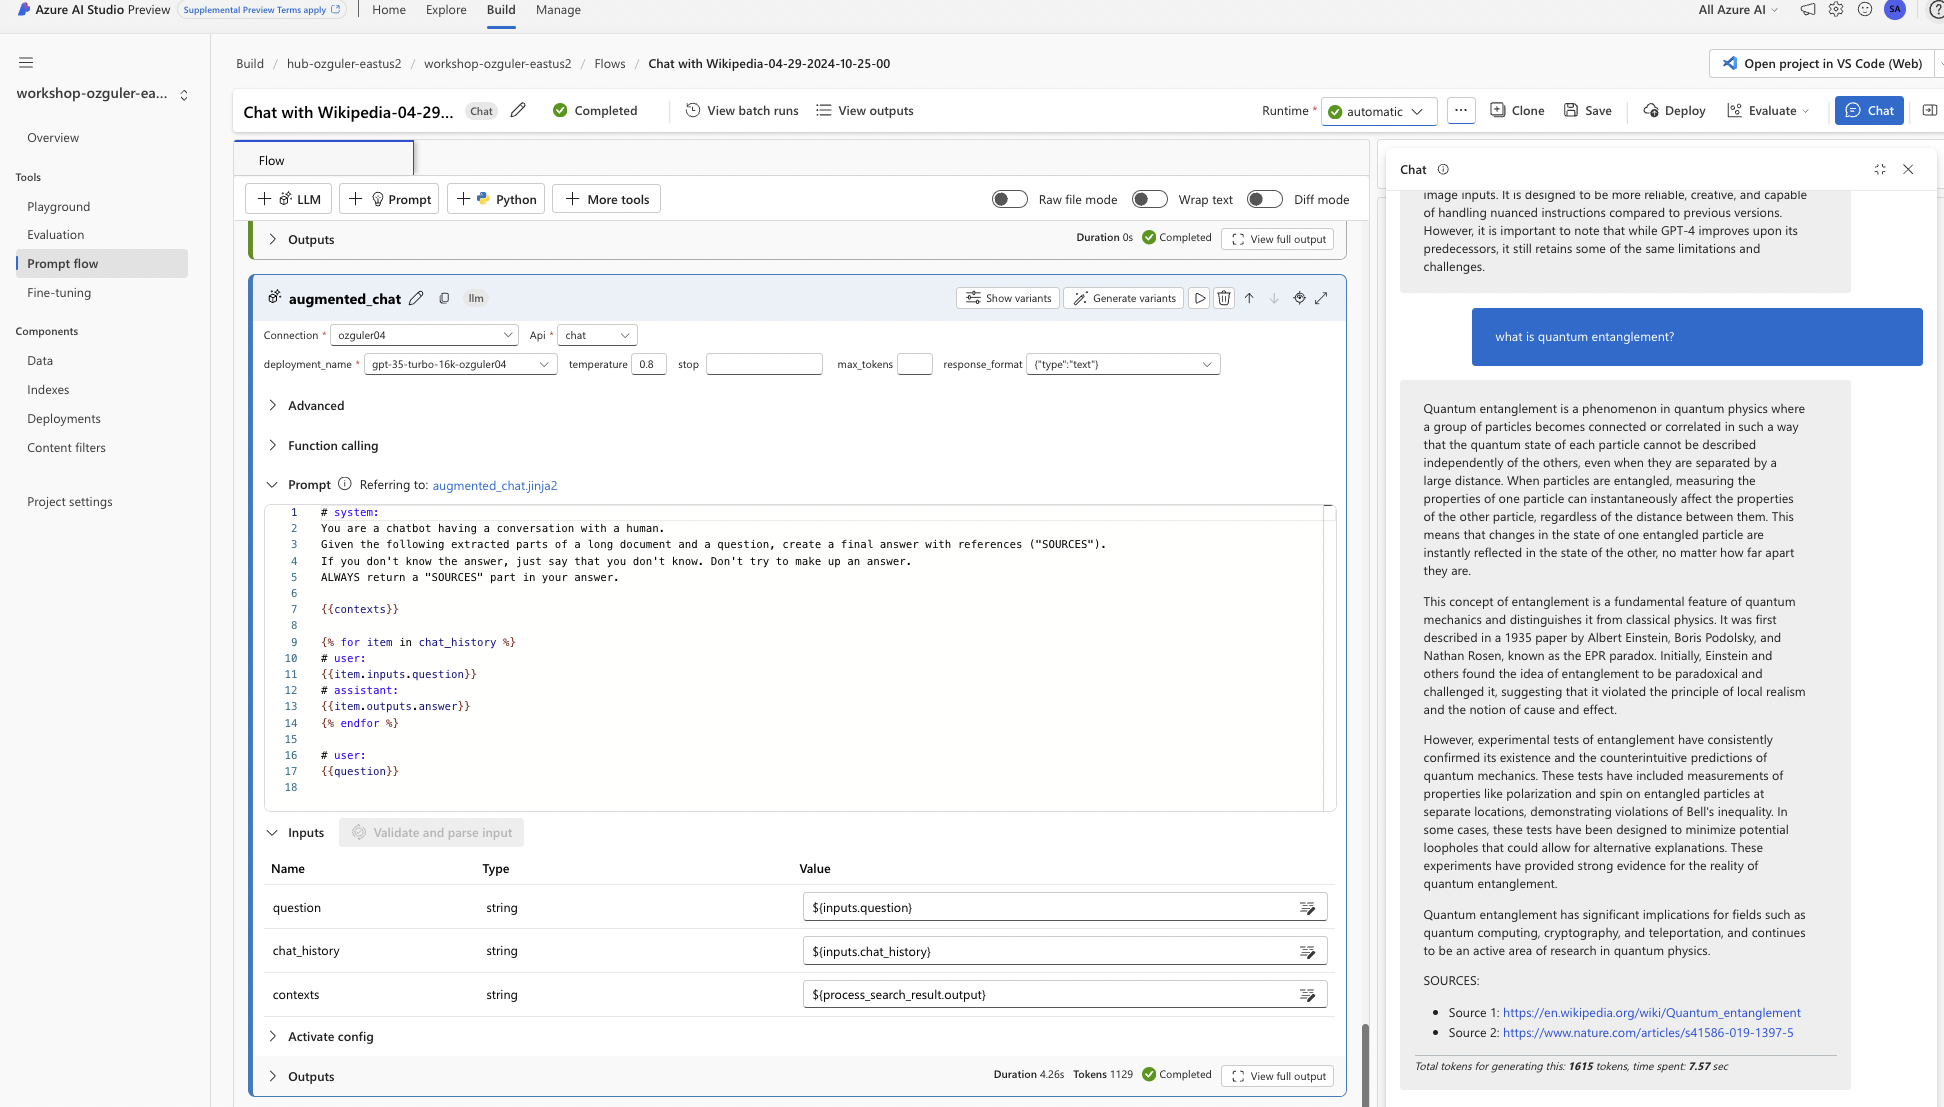 Azure AI Studio Preview
Supplemental Preview Terms apply
Home
Explore
Build
Manage
All Azure AI
SA
?
workshop-ozguler-ea...
Overview
Tools
Playground
Evaluation
Prompt flow
Fine-tuning
Components
Data
Indexes
Deployments
Content filters
Project settings
Build / hub-ozguler-eastus2 / workshop-ozguler-eastus2 / Flows / Chat with Wikipedia-04-29-2024-10-25-00
Open project in VS Code (Web)
Chat with Wikipedia-04-29...
Chat
Completed
View batch runs
View outputs
Runtime *
automatic
...
Clone
Save
Deploy
Evaluate
Chat
Flow
+ LLM
+ Prompt
+ Python
+ More tools
Raw file mode
Wrap text
Diff mode
Outputs
Duration 0s
Completed
View full output
augmented_chat
llm
Show variants
Generate variants
Connection *
ozguler04
Api *
chat
deployment_name *
gpt-35-turbo-16k-ozguler04
temperature
0.8
stop
max_tokens
response_format
{"type":"text"}
Advanced
Function calling
Prompt
Referring to: augmented_chat.jinja2
1 # system:
2 You are a chatbot having a conversation with a human.
3 Given the following extracted parts of a long document and a question, create a final answer with references ("SOURCES").
4 If you don't know the answer, just say that you don't know. Don't try to make up an answer.
5 ALWAYS return a "SOURCES" part in your answer.
6
7 {{contexts}}
8
9 {% for item in chat_history %}
10 # user:
11 {{item.inputs.question}}
12 # assistant:
13 {{item.outputs.answer}}
14 {% endfor %}
15
16 # user:
17 {{question}}
18
Inputs
Validate and parse input
Name
Type
Value
question
string
${inputs.question}
chat_history
string
${inputs.chat_history}
contexts
string
${process_search_result.output}
Activate config
Outputs
Duration 4.26s
Tokens 1129
Completed
View full output
Chat
image inputs. It is designed to be more reliable, creative, and capable
of handling nuanced instructions compared to previous versions.
However, it is important to note that while GPT-4 improves upon its
predecessors, it still retains some of the same limitations and
challenges.
what is quantum entanglement?
Quantum entanglement is a phenomenon in quantum physics where
a group of particles becomes connected or correlated in such a way
that the quantum state of each particle cannot be described
independently of the others, even when they are separated by a
large distance. When particles are entangled, measuring the
properties of one particle can instantaneously affect the properties
of the other particle, regardless of the distance between them. This
means that changes in the state of one entangled particle are
instantly reflected in the state of the other, no matter how far apart
they are.
This concept of entanglement is a fundamental feature of quantum
mechanics and distinguishes it from classical physics. It was first
described in a 1935 paper by Albert Einstein, Boris Podolsky, and
Nathan Rosen, known as the EPR paradox. Initially, Einstein and
others found the idea of entanglement to be paradoxical and
challenged it, suggesting that it violated the principle of local realism
and the notion of cause and effect.
However, experimental tests of entanglement have consistently
confirmed its existence and the counterintuitive predictions of
quantum mechanics. These tests have included measurements of
properties like polarization and spin on entangled particles at
separate locations, demonstrating violations of Bell's inequality. In
some cases, these tests have been designed to minimize potential
loopholes that could allow for alternative explanations. These
experiments have provided strong evidence for the reality of
quantum entanglement.
Quantum entanglement has significant implications for fields such as
quantum computing, cryptography, and teleportation, and continues
to be an active area of research in quantum physics.
SOURCES:
• Source 1: https://en.wikipedia.org/wiki/Quantum_entanglement
• Source 2: https://www.nature.com/articles/s41586-019-1397-5
Total tokens for generating this: 1615 tokens, time spent: 7.57 sec